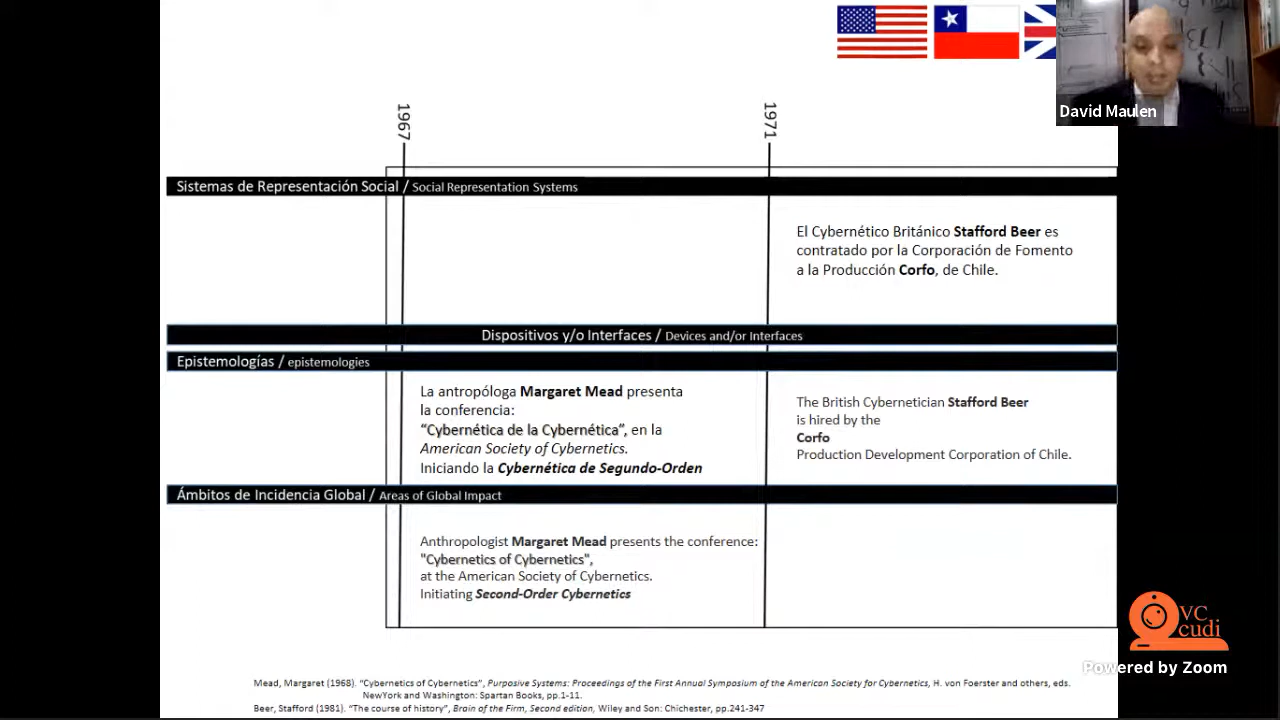 David Maulen
1967
1971
Sistemas de Representación Social / Social Representation Systems
El Cybernético Británico Stafford Beer es
contratado por la Corporación de Fomento
a la Producción Corfo, de Chile.
Dispositivos y/o Interfaces / Devices and/or Interfaces
Epistemologías / epistemologies
La antropóloga Margaret Mead presenta
la conferencia:
“Cybernética de la Cybernética”, en la
American Society of Cybernetics.
Iniciando la Cybernética de Segundo-Orden
The British Cybernetician Stafford Beer
is hired by the
Corfo
Production Development Corporation of Chile.
Ámbitos de Incidencia Global / Areas of Global Impact
Anthropologist Margaret Mead presents the conference:
"Cybernetics of Cybernetics",
at the American Society of Cybernetics.
Initiating Second-Order Cybernetics
VC
cudi
Powered by Zoom
Mead, Margaret (1968). “Cybernetics of Cybernetics”, Purposive Systems: Proceedings of the First Annual Symposium of the American Society for Cybernetics, H. von Foerster and others, eds.
NewYork and Washington: Spartan Books, pp.1-11.
Beer, Stafford (1981). “The course of history”, Brain of the Firm, Second edition, Wiley and Son: Chichester, pp.241-347